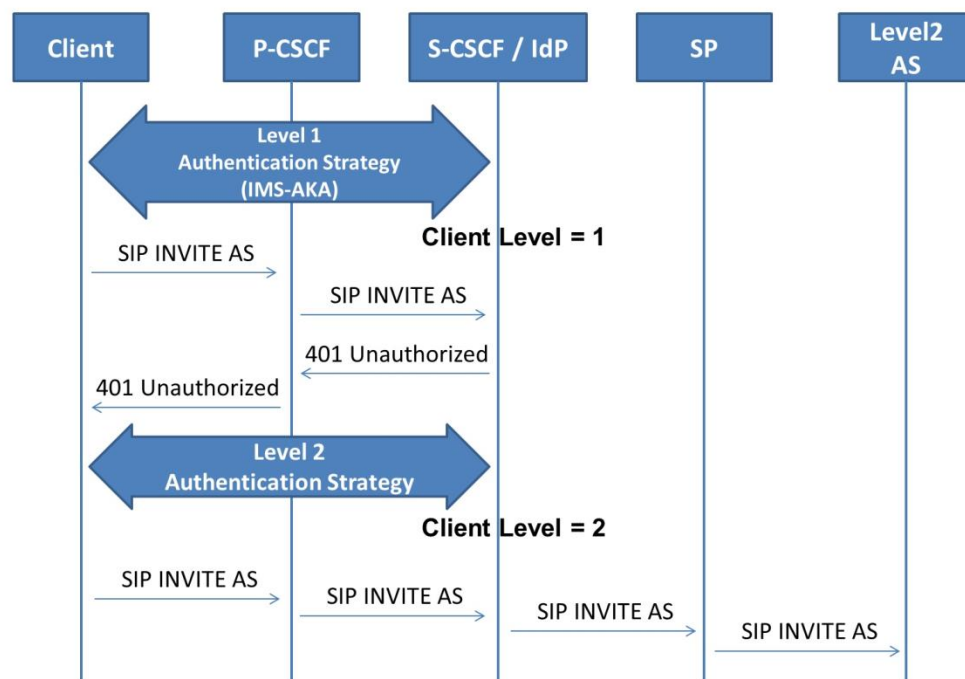 Client
P-CSCF
S-CSCF / IdP
SP
Level2
AS
Level 1
Authentication Strategy
(IMS-AKA)
Client Level = 1
SIP INVITE AS
SIP INVITE AS
401 Unauthorized
401 Unauthorized
Level 2
Authentication Strategy
Client Level = 2
SIP INVITE AS
SIP INVITE AS
SIP INVITE AS
SIP INVITE AS